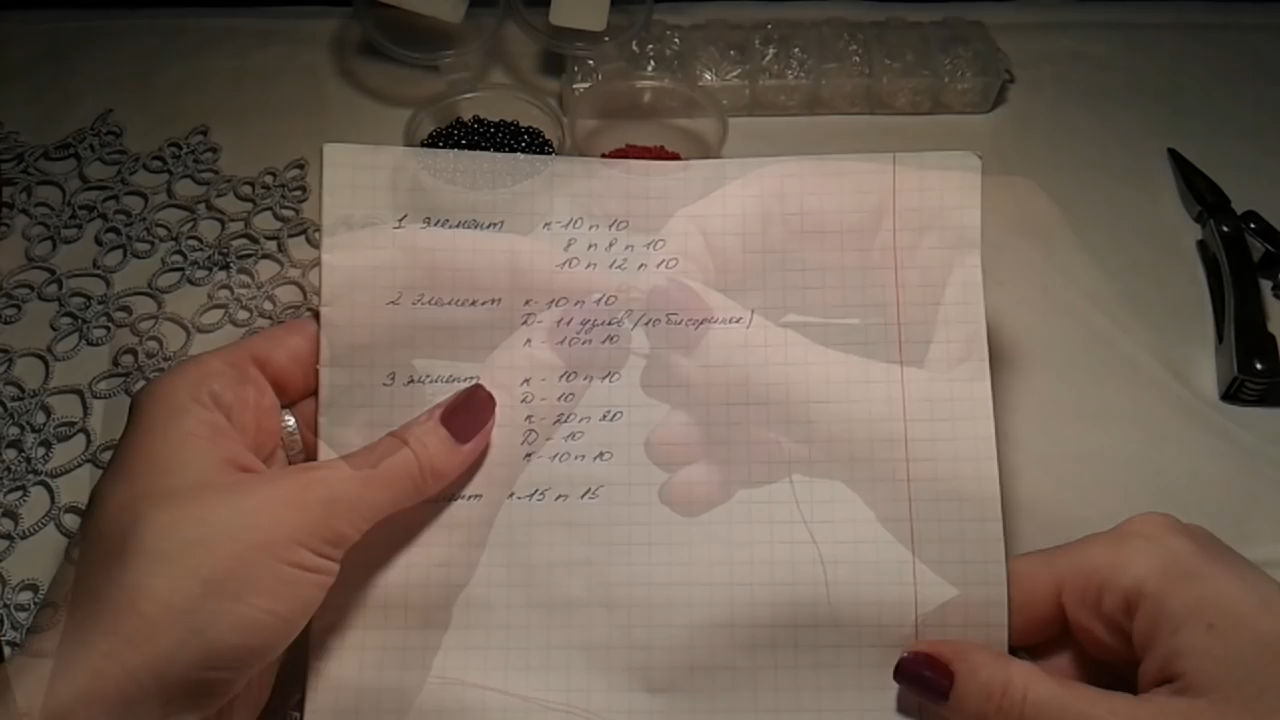 1 элемент к-10 п 10
8 п 8 п 10
10 п 12 п 10
2 элемент к-10 п 10
Д- 11 узлов (10 бисеринок)
к-10 п 10
3 элемент к-10 п 10
Д-10
к-20 п 20
Д-10
к-10 п 10
к-15 п 15